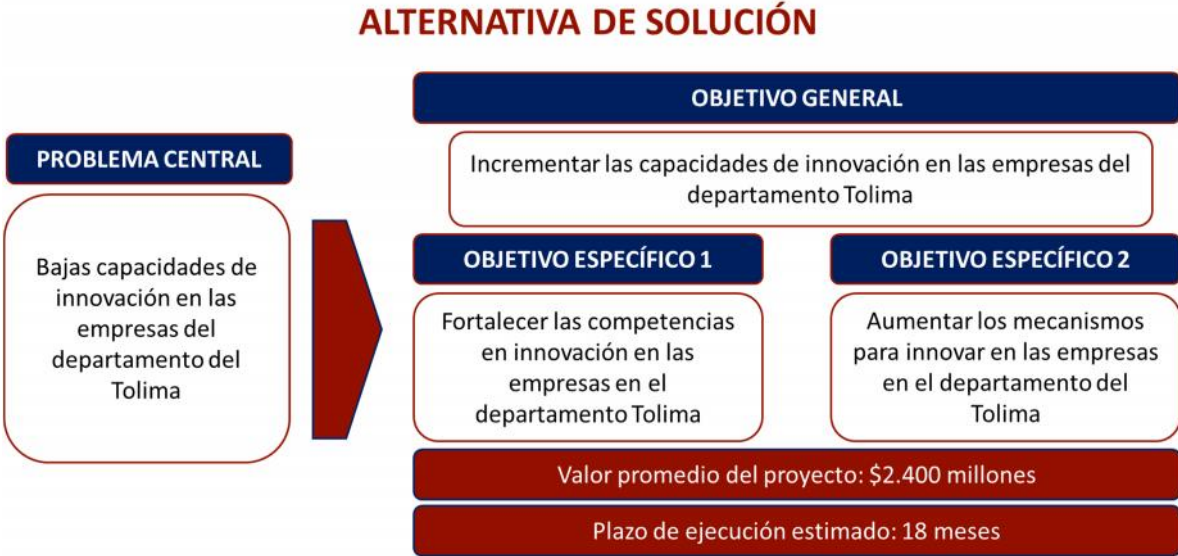 ALTERNATIVA DE SOLUCIÓN
PROBLEMA CENTRAL
Bajas capacidades de
innovación en las
empresas del
departamento del
Tolima
OBJETIVO GENERAL
Incrementar las capacidades de innovación en las empresas del
departamento Tolima
OBJETIVO ESPECÍFICO 1
Fortalecer las competencias
en innovación en las
empresas en el
departamento Tolima
OBJETIVO ESPECÍFICO 2
Aumentar los mecanismos
para innovar en las empresas
en el departamento del
Tolima
Valor promedio del proyecto: $2.400 millones
Plazo de ejecución estimado: 18 meses